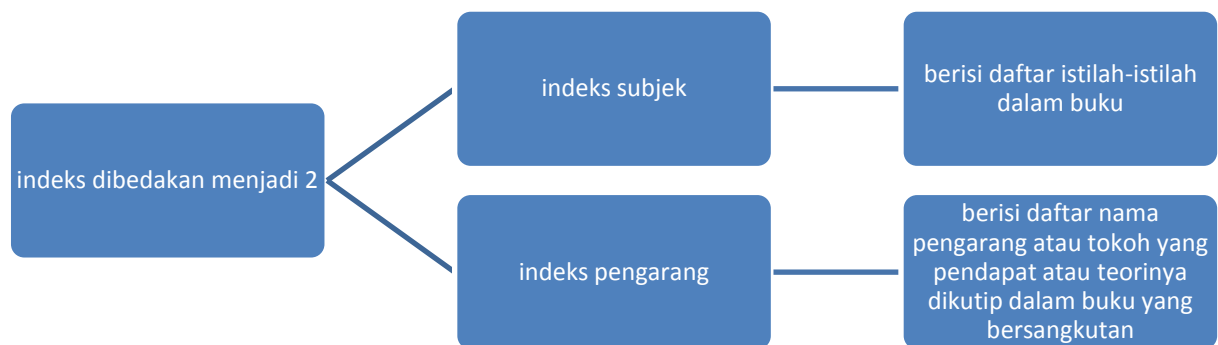 indeks dibedakan menjadi 2
indeks subjek
berisi daftar istilah-istilah
dalam buku
indeks pengarang
berisi daftar nama
pengarang atau tokoh yang
pendapat atau teorinya
dikutip dalam buku yang
bersangkutan